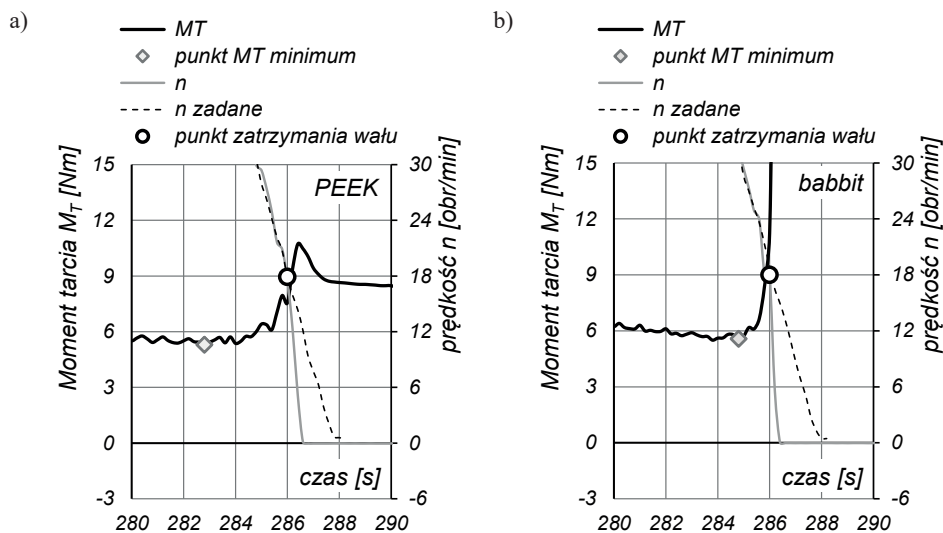 a)
MT
punkt MT minimum
n
n zadane
punkt zatrzymania wału
Moment tarcia M_T [Nm]
15
12
9
6
3
0
-3
PEEK
30
24
18
12
6
0
-6
prędkość n [obr/min]
czas [s]
280 282 284 286 288 290
b)
MT
punkt MT minimum
n
n zadane
punkt zatrzymania wału
Moment tarcia M_T [Nm]
15
12
9
6
3
0
-3
babbit
30
24
18
12
6
0
-6
prędkość n [obr/min]
czas [s]
280 282 284 286 288 290